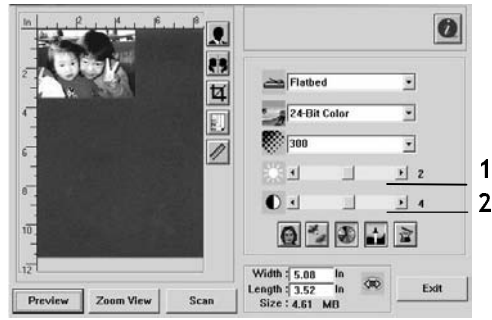 In 2 4 6 8
2
4
6
8
10
12
Flatbed
24-Bit Color
300
2
4
1
2
Width : 5.08 In
Length : 3.52 In
Size : 4.61 MB
Preview
Zoom View
Scan
Exit